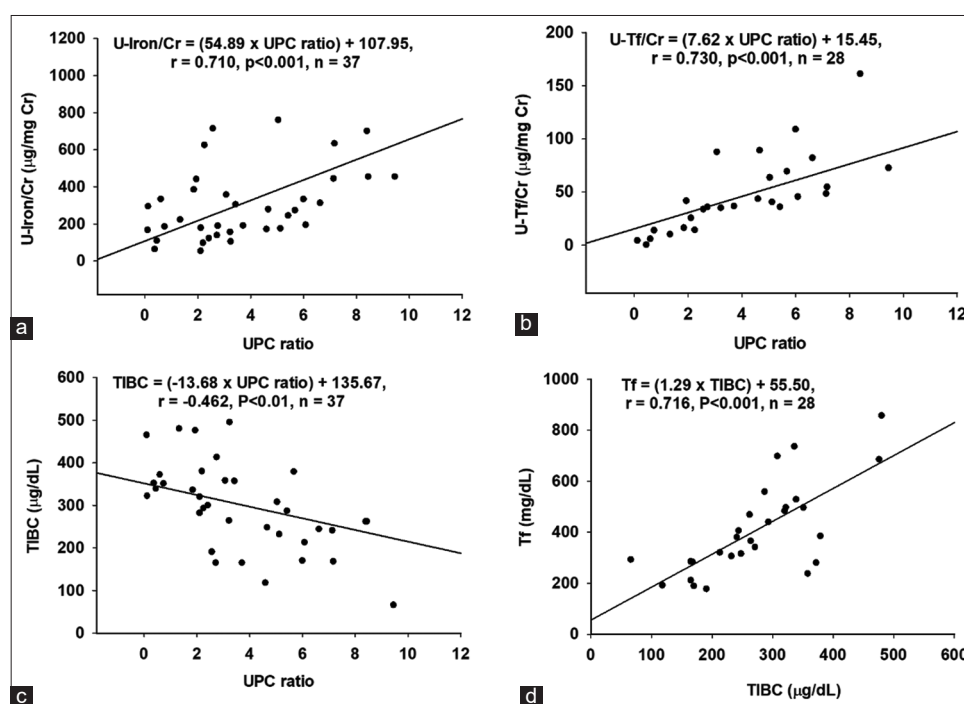 U-Iron/Cr = (54.89 x UPC ratio) + 107.95,
r = 0.710, p<0.001, n = 37
1200
1000
800
600
400
200
0
U-Iron/Cr (μg/mg Cr)
0 2 4 6 8 10 12
UPC ratio
a
U-Tf/Cr = (7.62 x UPC ratio) + 15.45,
r = 0.730, p<0.001, n = 28
200
150
100
50
0
U-Tf/Cr (μg/mg Cr)
0 2 4 6 8 10 12
UPC ratio
b
TIBC = (-13.68 x UPC ratio) + 135.67,
r = -0.462, P<0.01, n = 37
600
500
400
300
200
100
0
TIBC (μg/dL)
0 2 4 6 8 10 12
UPC ratio
c
Tf = (1.29 x TIBC) + 55.50,
r = 0.716, P<0.001, n = 28
1000
800
600
400
200
0
Tf (mg/dL)
0 100 200 300 400 500 600
TIBC (μg/dL)
d